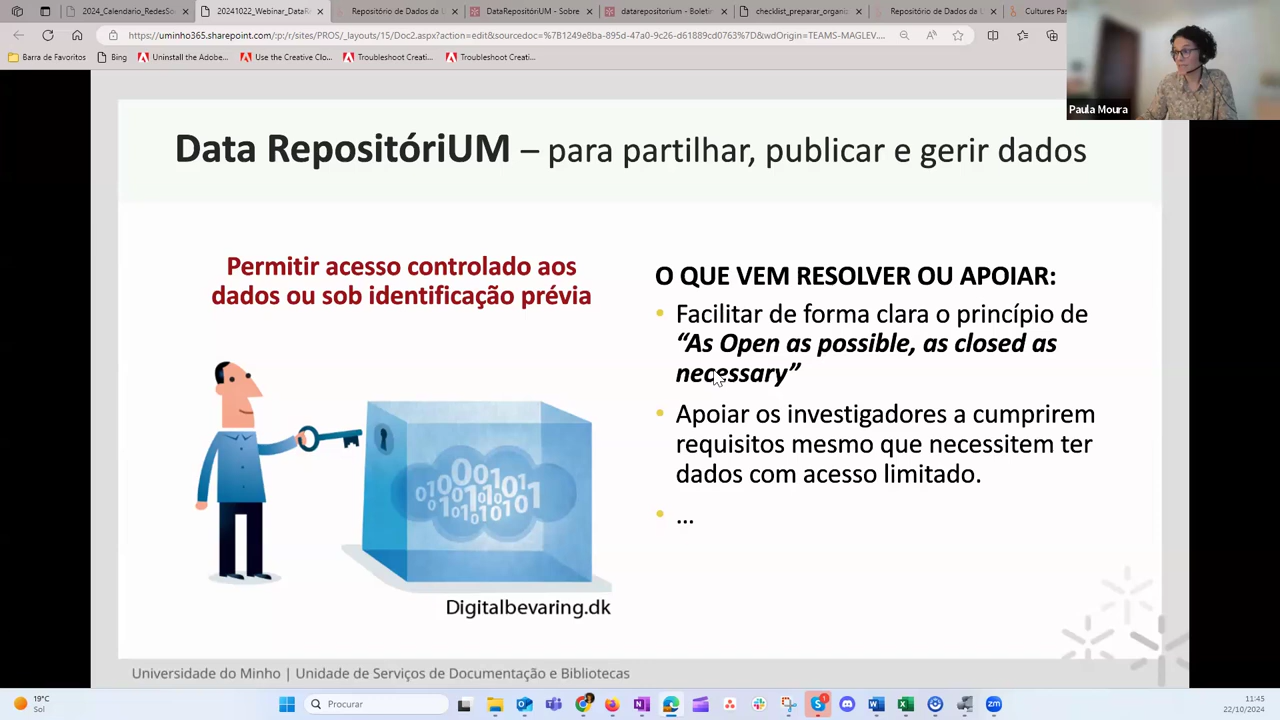 2024_Calendario_RedesSoc
20241022_Webinar_DataR
Repositório de Dados da U
DataRepositóriUM - Sobre
datarepositorium - Boletin
checklist_preparar_organiz
Repositório de Dados da U
Cultures Pas
https://uminho365.sharepoint.com/:p:/r/sites/PROS/_layouts/15/Doc2.aspx?action=edit&sourcedoc=%7B1249e8ba-895d-47a0-9c26-d61889cd0763%7D&wdOrigin=TEAMS-MAGLEV...
Barra de Favoritos
Bing
Uninstall the Adobe...
Use the Creative Clo...
Troubleshoot Creati...
Troubleshoot Creati...
Paula Moura
Data RepositóriUM – para partilhar, publicar e gerir dados
Permitir acesso controlado aos
dados ou sob identificação prévia
Digitalbevaring.dk
O QUE VEM RESOLVER OU APOIAR:
• Facilitar de forma clara o princípio de
“As Open as possible, as closed as
necessary”
• Apoiar os investigadores a cumprirem
requisitos mesmo que necessitem ter
dados com acesso limitado.
• ...
Universidade do Minho | Unidade de Serviços de Documentação e Bibliotecas
19°C
Sol
Procurar
11:45
22/10/2024